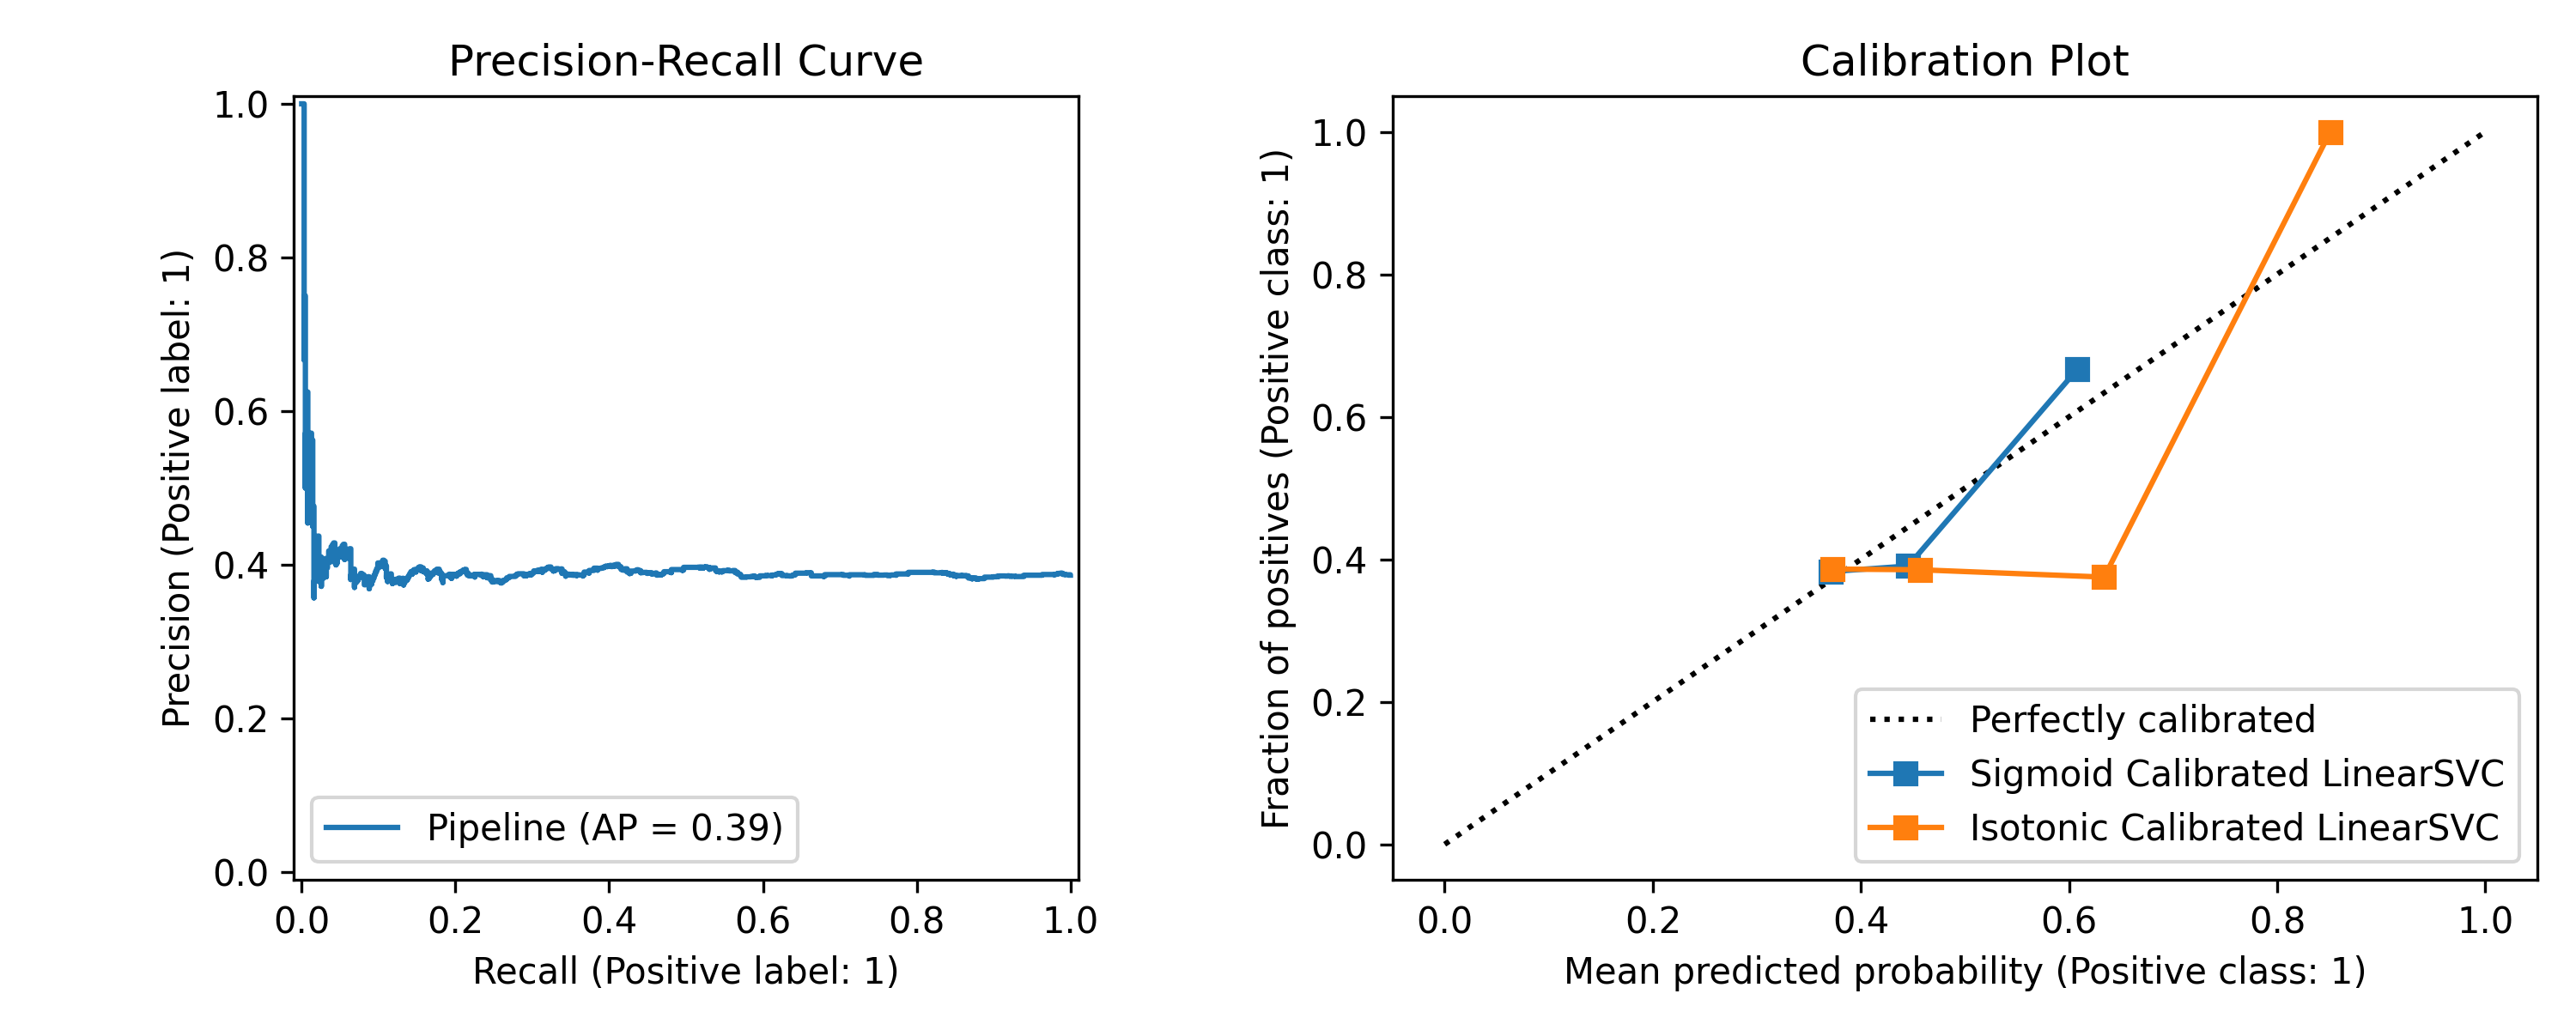 Precision-Recall Curve
1.0
0.8
0.6
0.4
0.2
0.0
Precision (Positive label: 1)
0.0 0.2 0.4 0.6 0.8 1.0
Recall (Positive label: 1)
Pipeline (AP = 0.39)
Calibration Plot
1.0
0.8
0.6
0.4
0.2
0.0
Fraction of positives (Positive class: 1)
0.0 0.2 0.4 0.6 0.8 1.0
Mean predicted probability (Positive class: 1)
Perfectly calibrated
Sigmoid Calibrated LinearSVC
Isotonic Calibrated LinearSVC